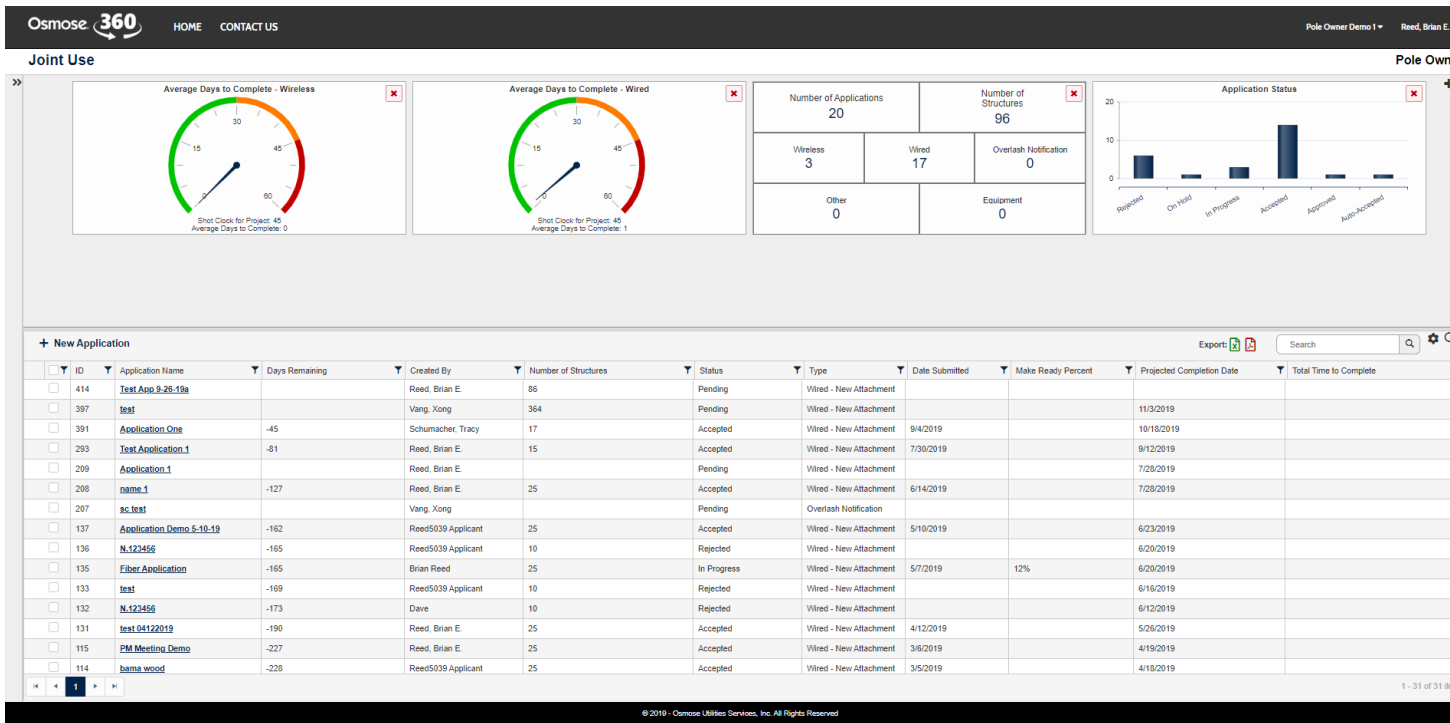 Osmose 360 HOME CONTACT US Pole Owner Demo 1 Reed, Brian E.
Joint Use Pole Own
Average Days to Complete - Wireless
15 30 45 0 60
Shot Clock for Project: 45
Average Days to Complete: 0
Average Days to Complete - Wired
15 30 45 0 60
Shot Clock for Project: 45
Average Days to Complete: 1
Number of Applications
20
Number of
Structures
96
Wireless
3
Wired
17
Overlash Notification
0
Other
0
Equipment
0
Application Status
20
10
0
Rejected On Hold In Progress Accepted Approved Auto-Accepted
+ New Application Export: Search
ID Application Name Days Remaining Created By Number of Structures Status Type Date Submitted Make Ready Percent Projected Completion Date Total Time to Complete
414 Test App 9-26-19a Reed, Brian E. 86 Pending Wired - New Attachment
397 test Vang, Xong 364 Pending Wired - New Attachment 11/3/2019
391 Application One -45 Schumacher, Tracy 17 Accepted Wired - New Attachment 9/4/2019 10/18/2019
293 Test Application 1 -81 Reed, Brian E. 15 Accepted Wired - New Attachment 7/30/2019 9/12/2019
209 Application 1 Reed, Brian E. Pending Wired - New Attachment 7/28/2019
208 name 1 -127 Reed, Brian E. 25 Accepted Wired - New Attachment 6/14/2019 7/28/2019
207 sc test Vang, Xong Pending Overlash Notification
137 Application Demo 5-10-19 -162 Reed5039 Applicant 25 Accepted Wired - New Attachment 5/10/2019 6/23/2019
136 N.123456 -165 Reed5039 Applicant 10 Rejected Wired - New Attachment 6/20/2019
135 Fiber Application -165 Brian Reed 25 In Progress Wired - New Attachment 5/7/2019 12% 6/20/2019
133 test -169 Reed5039 Applicant 10 Rejected Wired - New Attachment 6/16/2019
132 N.123456 -173 Dave 10 Rejected Wired - New Attachment 6/12/2019
131 test 04122019 -190 Reed, Brian E. 25 Accepted Wired - New Attachment 4/12/2019 5/26/2019
115 PM Meeting Demo -227 Reed, Brian E. 25 Accepted Wired - New Attachment 3/6/2019 4/19/2019
114 bama wood -228 Reed5039 Applicant 25 Accepted Wired - New Attachment 3/5/2019 4/18/2019
1 1 - 31 of 31 it
© 2019 - Osmose Utilities Services, Inc. All Rights Reserved